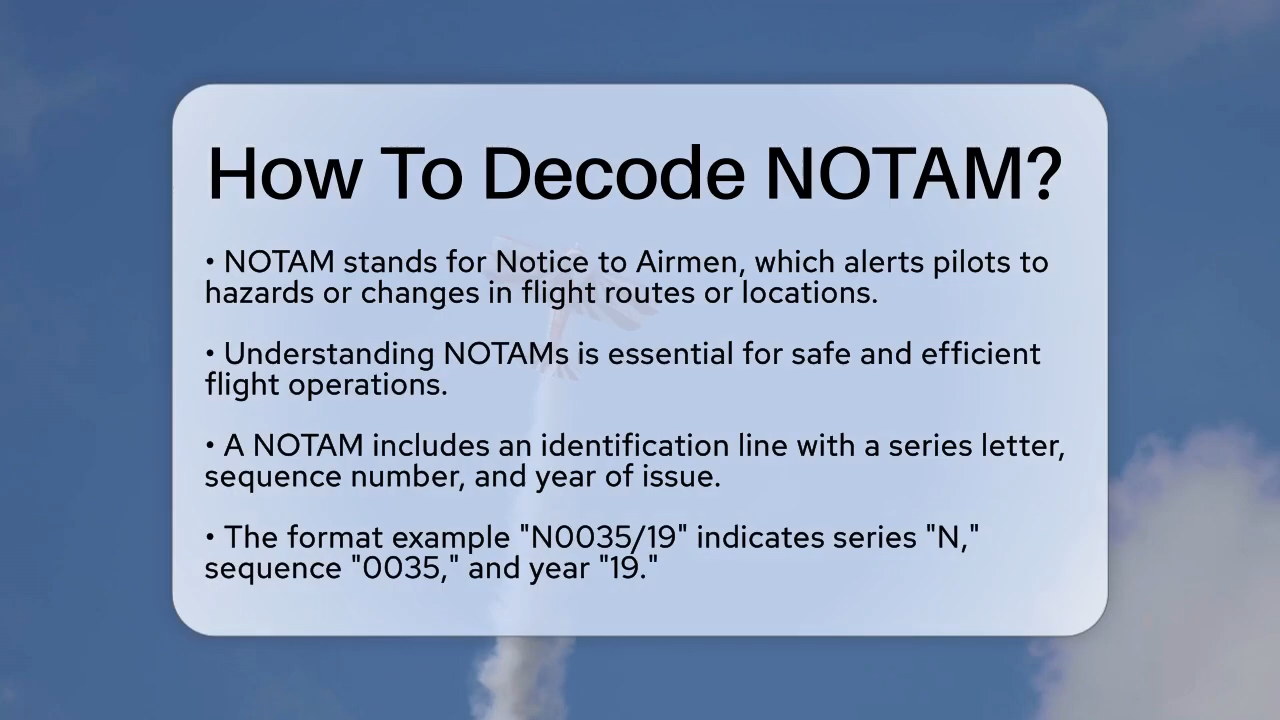 How To Decode NOTAM?
• NOTAM stands for Notice to Airmen, which alerts pilots to
hazards or changes in flight routes or locations.
• Understanding NOTAMs is essential for safe and efficient
flight operations.
• A NOTAM includes an identification line with a series letter,
sequence number, and year of issue.
• The format example "N0035/19" indicates series "N,"
sequence "0035," and year "19."